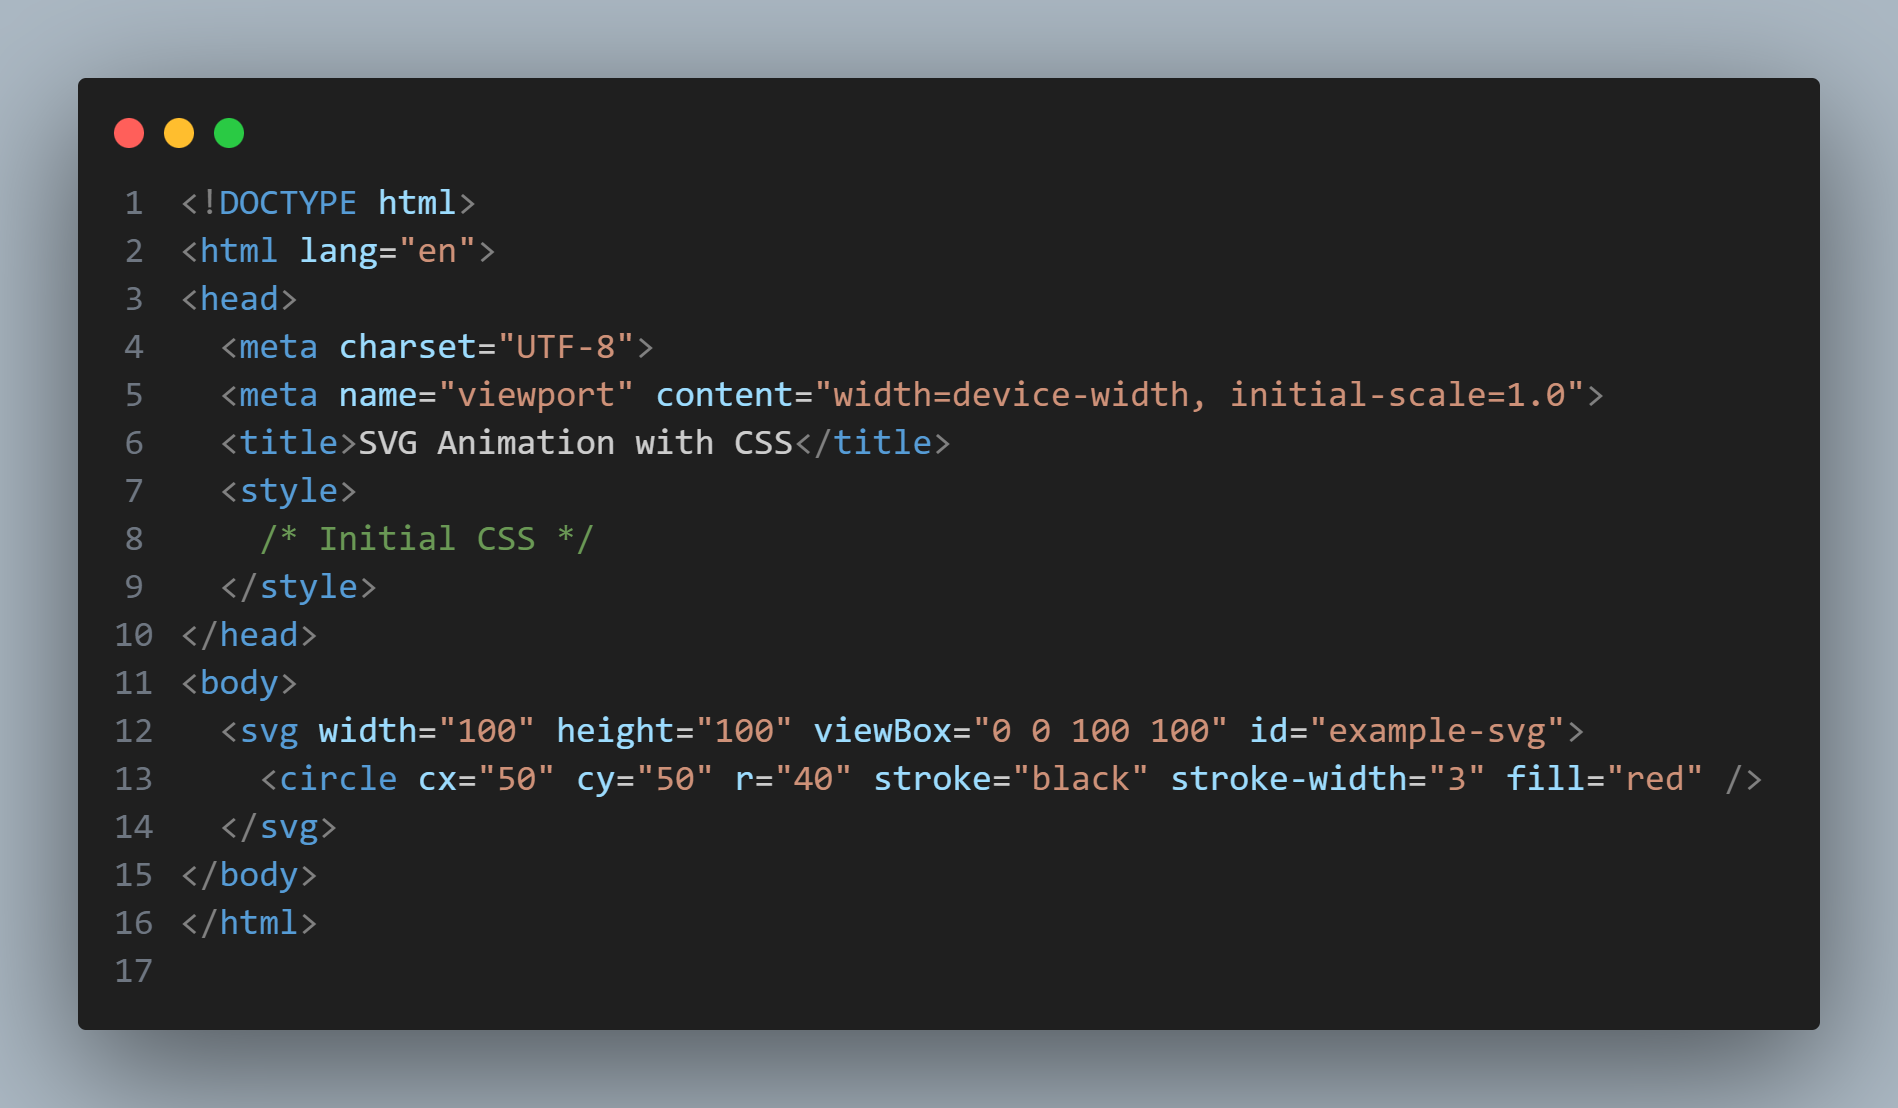 1 <!DOCTYPE html>
2 <html lang="en">
3 <head>
4   <meta charset="UTF-8">
5   <meta name="viewport" content="width=device-width, initial-scale=1.0">
6   <title>SVG Animation with CSS</title>
7   <style>
8     /* Initial CSS */
9   </style>
10 </head>
11 <body>
12   <svg width="100" height="100" viewBox="0 0 100 100" id="example-svg">
13     <circle cx="50" cy="50" r="40" stroke="black" stroke-width="3" fill="red" />
14   </svg>
15 </body>
16 </html>
17